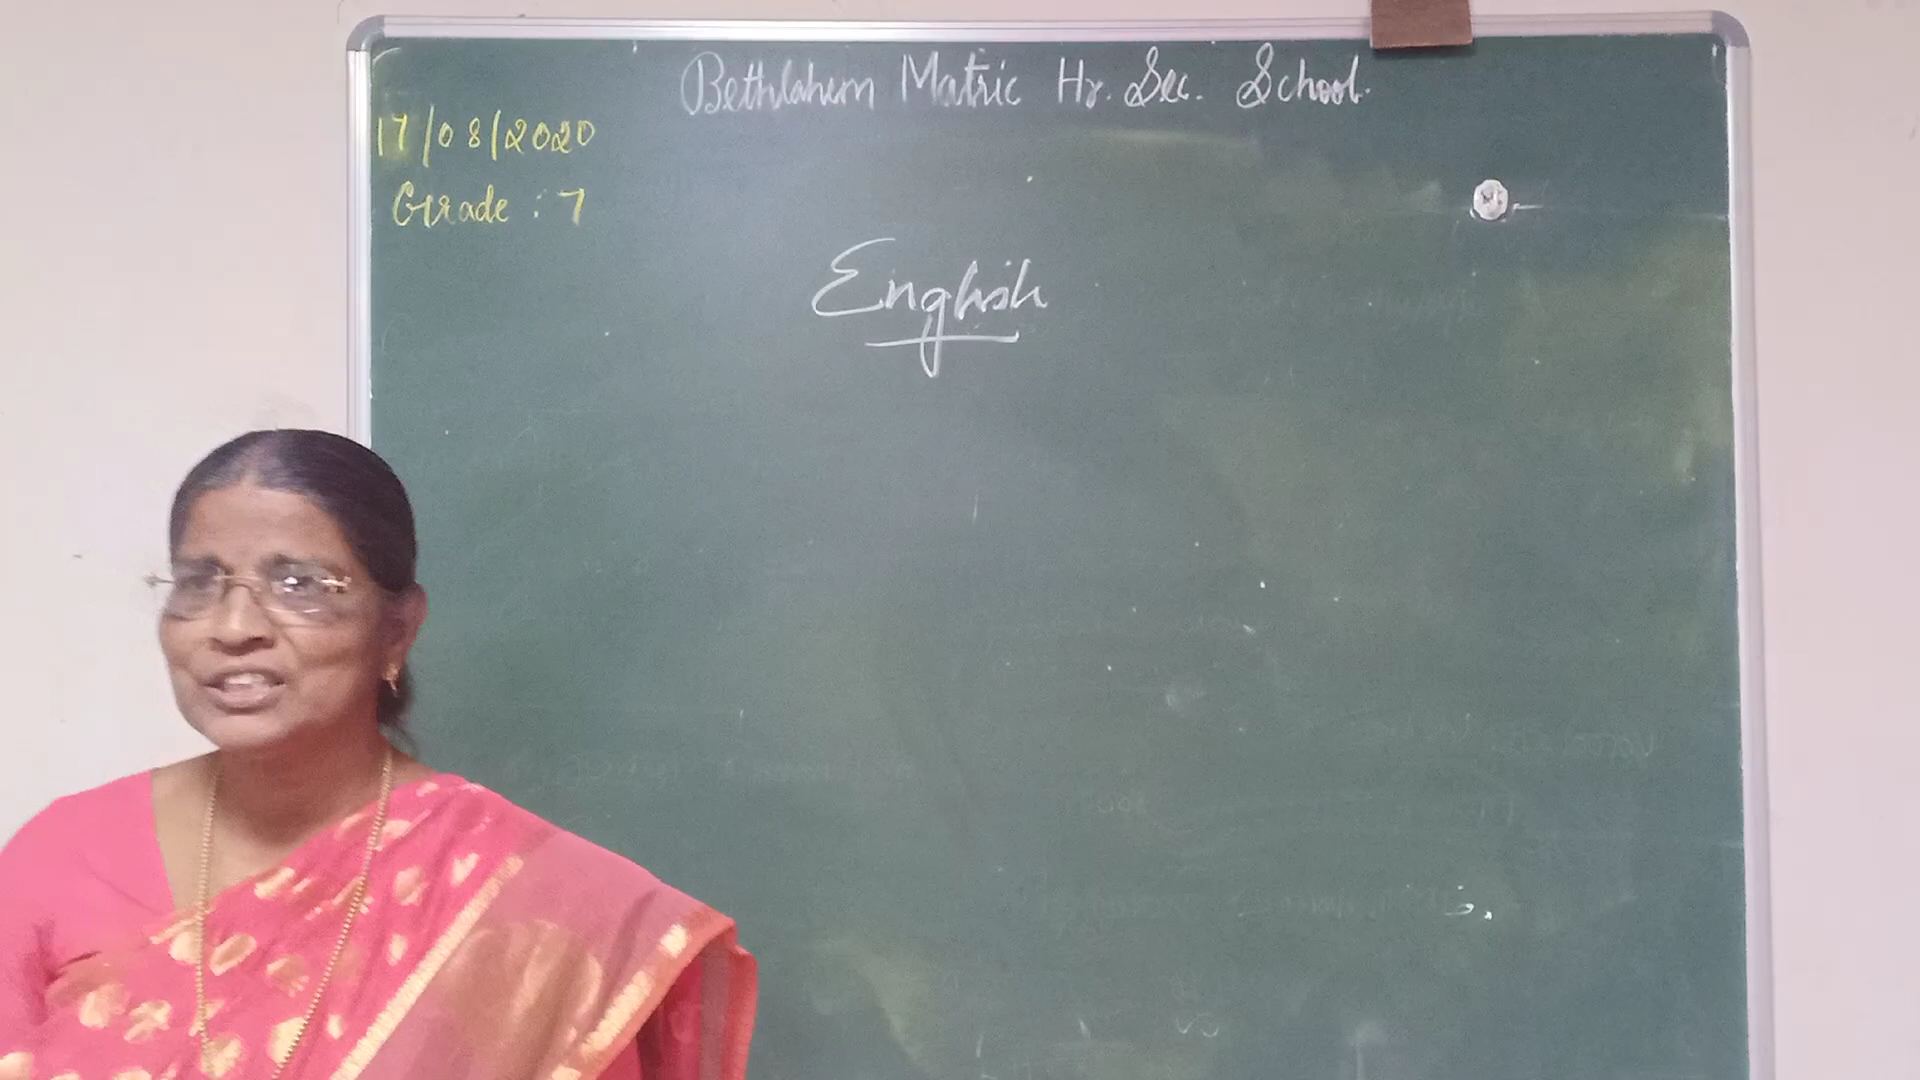 Bethlahem Matric Hr. Sec. School.
17/08/2020
Grade : 7
English